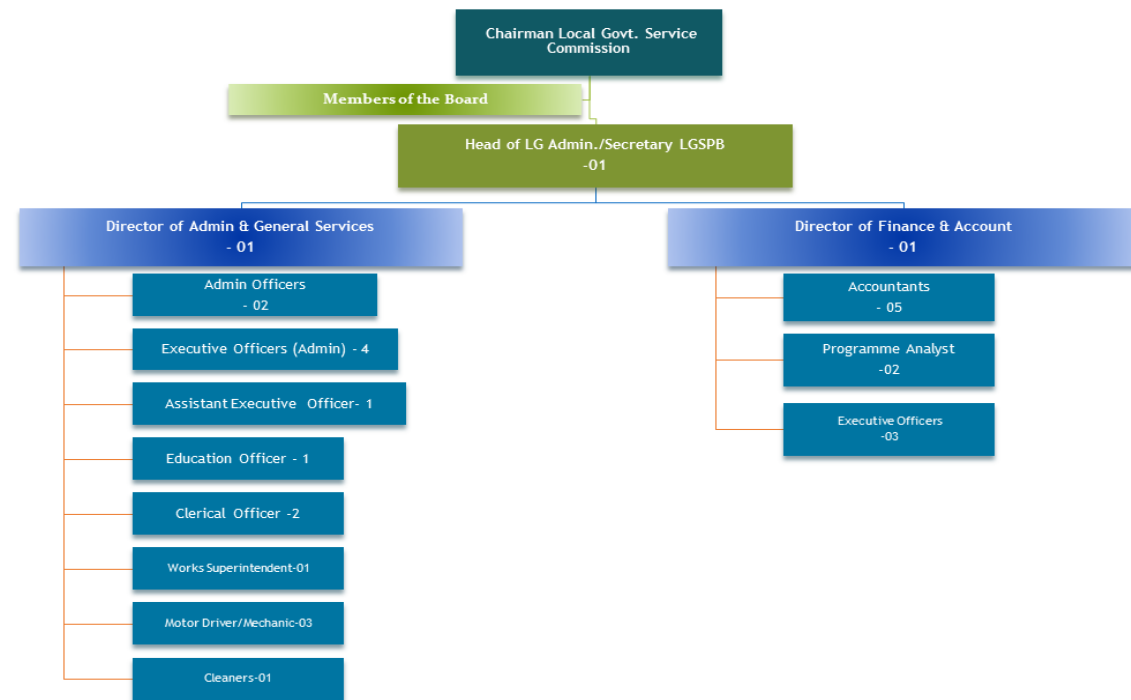 Chairman Local Govt. Service
Commission
Members of the Board
Head of LG Admin./Secretary LGSPB
-01
Director of Admin & General Services
- 01
Admin Officers
- 02
Executive Officers (Admin) - 4
Assistant Executive Officer- 1
Education Officer - 1
Clerical Officer -2
Works Superintendent-01
Motor Driver/Mechanic-03
Cleaners-01
Director of Finance & Account
- 01
Accountants
- 05
Programme Analyst
-02
Executive Officers
-03